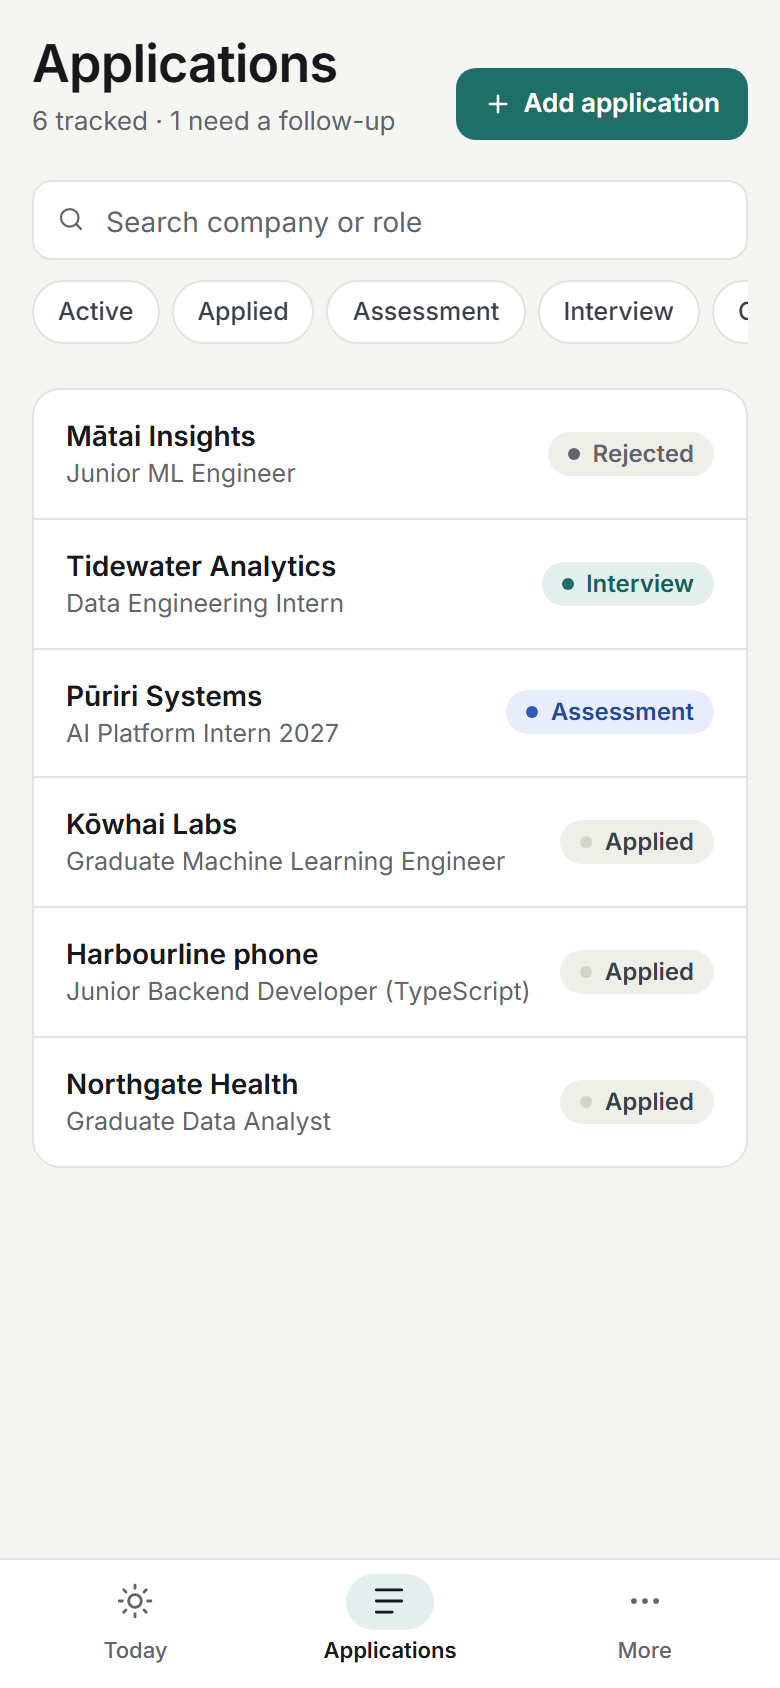 Applications
6 tracked · 1 need a follow-up
+ Add application
Search company or role
Active
Applied
Assessment
Interview
Mātai Insights
Junior ML Engineer
Rejected
Tidewater Analytics
Data Engineering Intern
Interview
Pūriri Systems
AI Platform Intern 2027
Assessment
Kōwhai Labs
Graduate Machine Learning Engineer
Applied
Harbourline phone
Junior Backend Developer (TypeScript)
Applied
Northgate Health
Graduate Data Analyst
Applied
Today
Applications
More